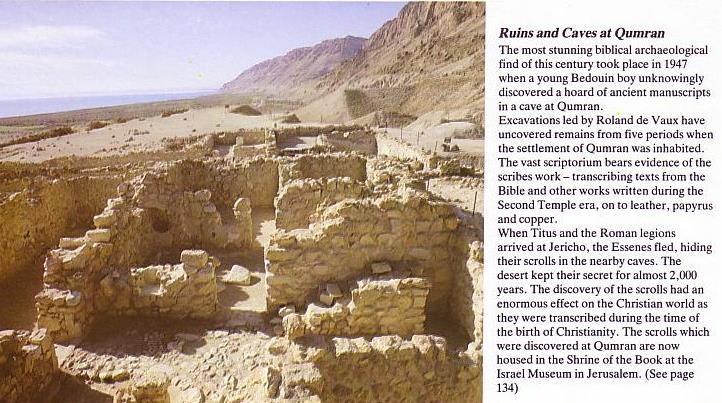 Ruins and Caves at Qumran
The most stunning biblical archaeological
find of this century took place in 1947
when a young Bedouin boy unknowingly
discovered a hoard of ancient manuscripts
in a cave at Qumran.
Excavations led by Roland de Vaux have
uncovered remains from five periods when
the settlement of Qumran was inhabited.
The vast scriptorium bears evidence of the
scribes work – transcribing texts from the
Bible and other works written during the
Second Temple era, on to leather, papyrus
and copper.
When Titus and the Roman legions
arrived at Jericho, the Essenes fled, hiding
their scrolls in the nearby caves. The
desert kept their secret for almost 2,000
years. The discovery of the scrolls had an
enormous effect on the Christian world as
they were transcribed during the time of
the birth of Christianity. The scrolls which
were discovered at Qumran are now
housed in the Shrine of the Book at the
Israel Museum in Jerusalem. (See page
134)